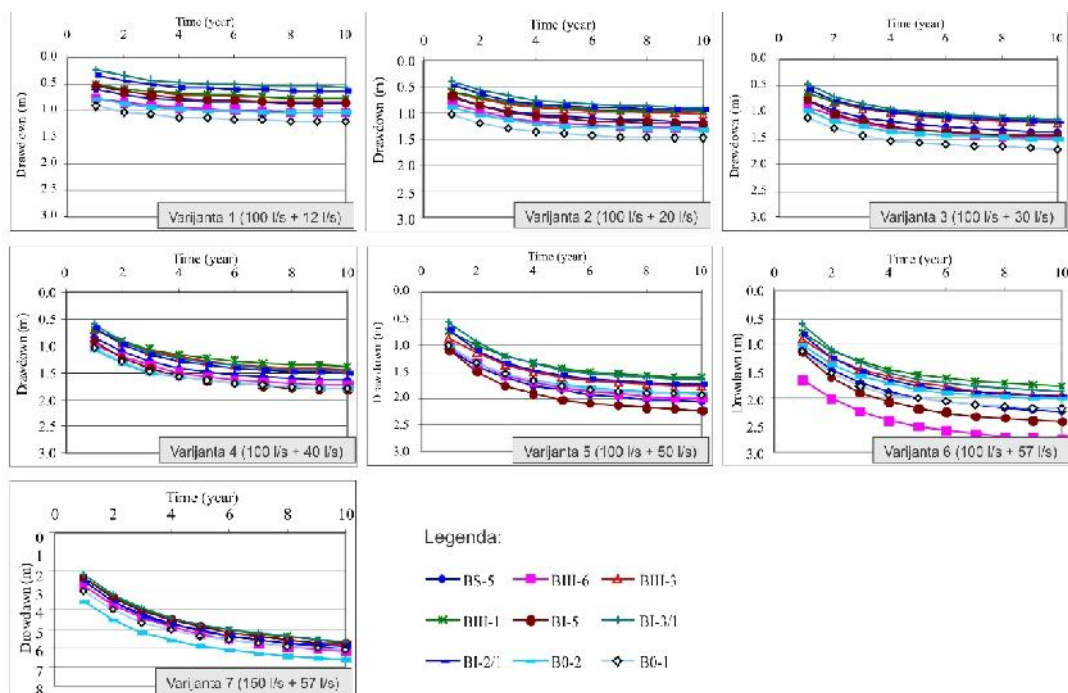 Time (year)
0 2 4 6 8 10
0.0
0.5
1.0
1.5
2.0
2.5
3.0
Drawdown (m)
Varijanta 1 (100 l/s + 12 l/s)
Time (year)
0 2 4 6 8 10
0.0
0.5
1.0
1.5
2.0
2.5
3.0
Drawdown (m)
Varijanta 2 (100 l/s + 20 l/s)
Time (year)
0 2 4 6 8 10
0.0
0.5
1.0
1.5
2.0
2.5
3.0
Drawdown (m)
Varijanta 3 (100 l/s + 30 l/s)
Time (year)
0 2 4 6 8 10
0.0
0.5
1.0
1.5
2.0
2.5
3.0
Drawdown (m)
Varijanta 4 (100 l/s + 40 l/s)
Time (year)
0 2 4 6 8 10
0.0
0.5
1.0
1.5
2.0
2.5
3.0
Drawdown (m)
Varijanta 5 (100 l/s + 50 l/s)
Time (year)
0 2 4 6 8 10
0.0
0.5
1.0
1.5
2.0
2.5
3.0
Drowdawn (m)
Varijanta 6 (100 l/s + 57 l/s)
Time (year)
0 2 4 6 8 10
0
1
2
3
4
5
6
7
8
Drowdawn (m)
Varijanta 7 (150 l/s + 57 l/s)
Legenda:
BS-5 BIII-6 BIII-3
BIII-1 BI-5 BI-3/1
BI-2/1 B0-2 B0-1